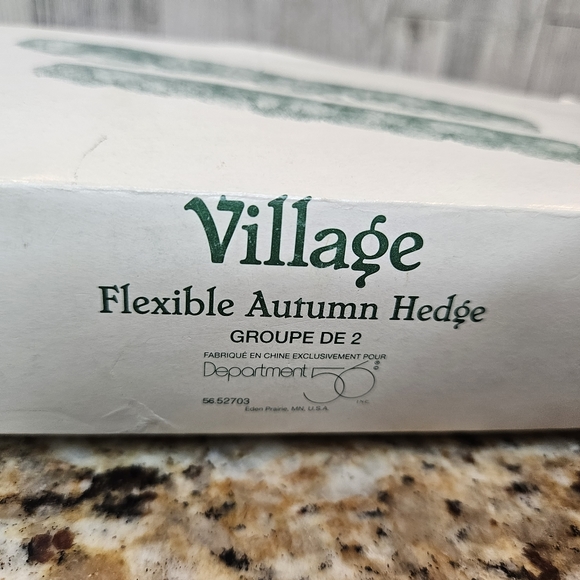 Village
Flexible Autumn Hedge
GROUPE DE 2
FABRIQUÉ EN CHINE EXCLUSIVEMENT POUR
Department 56
56.52703
Eden Prairie, MN, U.S.A.